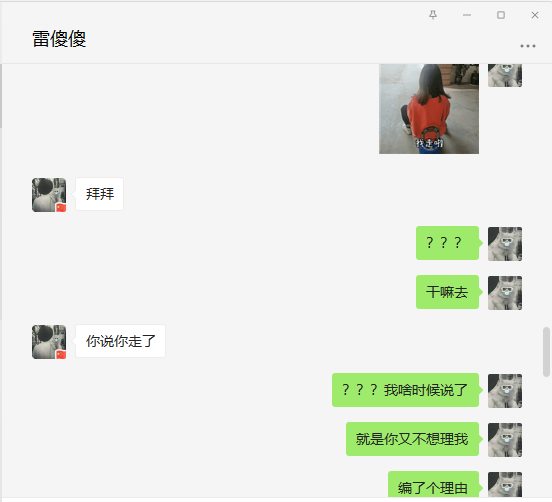 雷傻傻
我走啦
拜拜
？？？
干嘛去
你说你走了
？？？我啥时候说了
就是你又不想理我
编了个理由